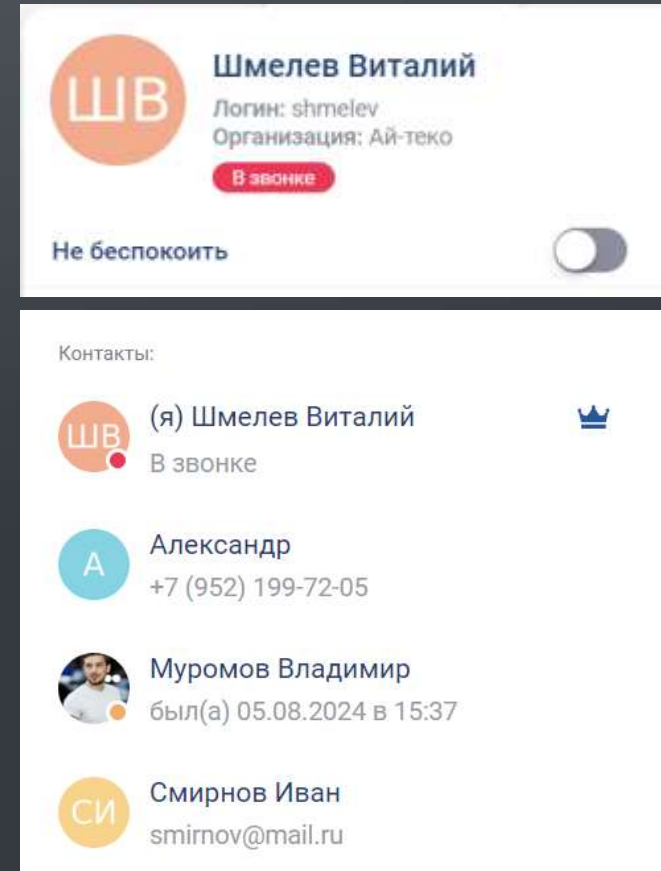 ШВ
Шмелев Виталий
Логин: shmelev
Организация: Ай-теко
В звонке
Не беспокоить
Контакты:
ШВ
(я) Шмелев Виталий
В звонке
А
Александр
+7 (952) 199-72-05
Муромов Владимир
был(а) 05.08.2024 в 15:37
СИ
Смирнов Иван
smirnov@mail.ru